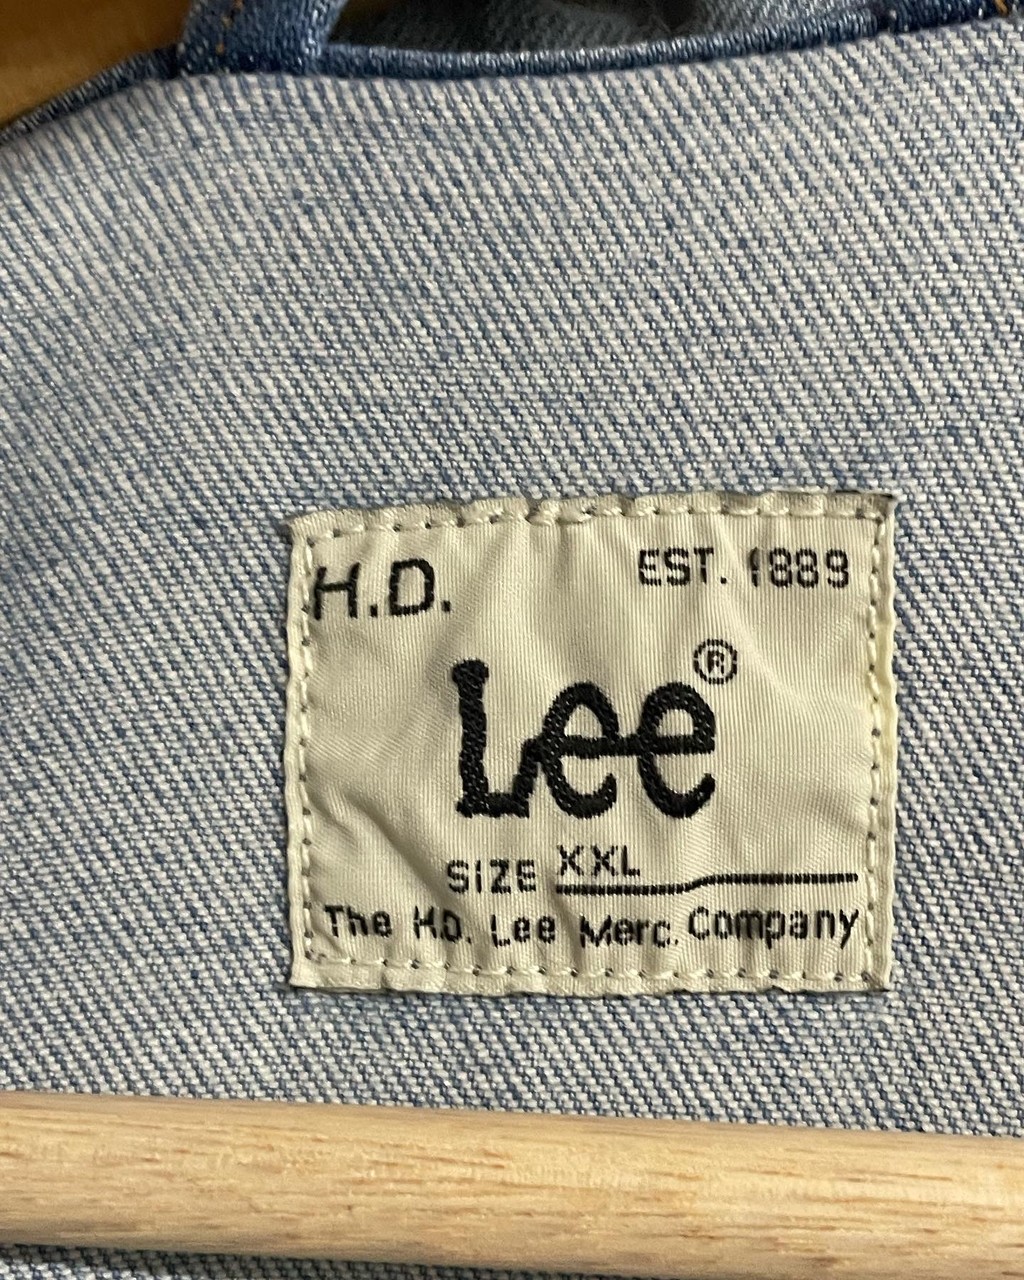 H.D. EST. 1889
Lee®
SIZE XXL
The H.D. Lee Merc. Company